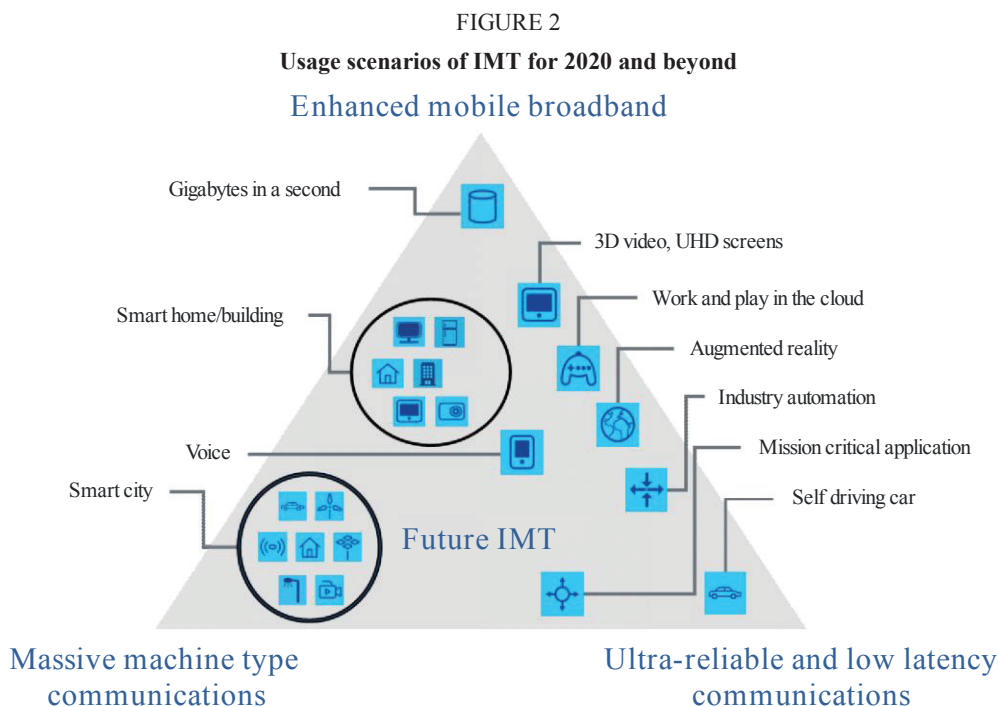 FIGURE 2
Usage scenarios of IMT for 2020 and beyond
Enhanced mobile broadband
Gigabytes in a second
3D video, UHD screens
Smart home/building
Work and play in the cloud
Augmented reality
Industry automation
Voice
Mission critical application
Smart city
Self driving car
Future IMT
Massive machine type
communications
Ultra-reliable and low latency
communications